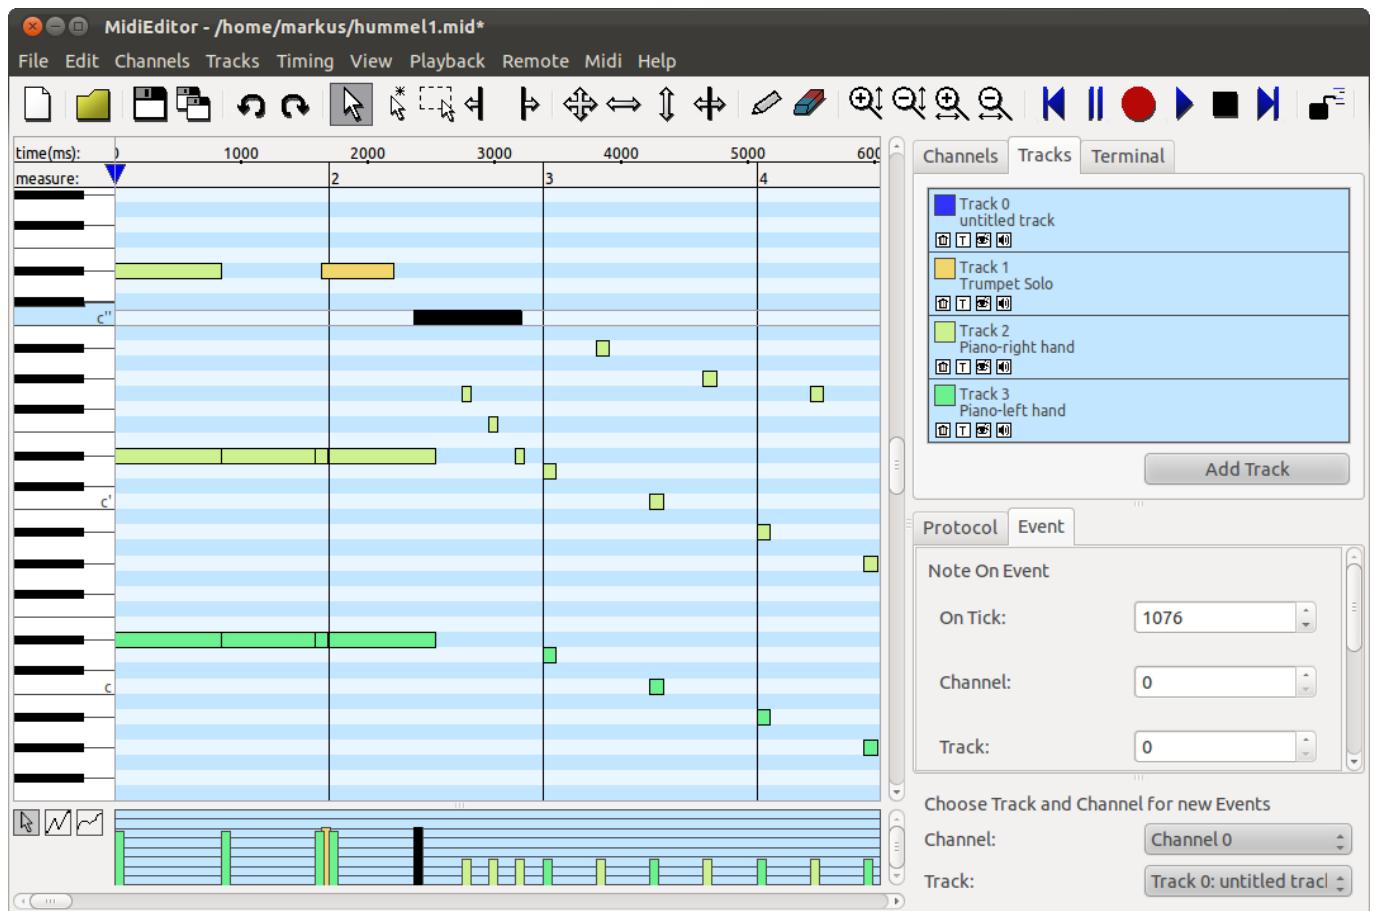 MidiEditor - /home/markus/hummel1.mid*
File Edit Channels Tracks Timing View Playback Remote Midi Help
time(ms): 1000 2000 3000 4000 5000
measure: 2 3 4
c''
c'
c
Channels Tracks Terminal
Track 0
untitled track
T
Track 1
Trumpet Solo
T
Track 2
Piano-right hand
T
Track 3
Piano-left hand
T
Add Track
Protocol Event
Note On Event
On Tick: 1076
Channel: 0
Track: 0
Choose Track and Channel for new Events
Channel: Channel 0
Track: Track 0: untitled tracl